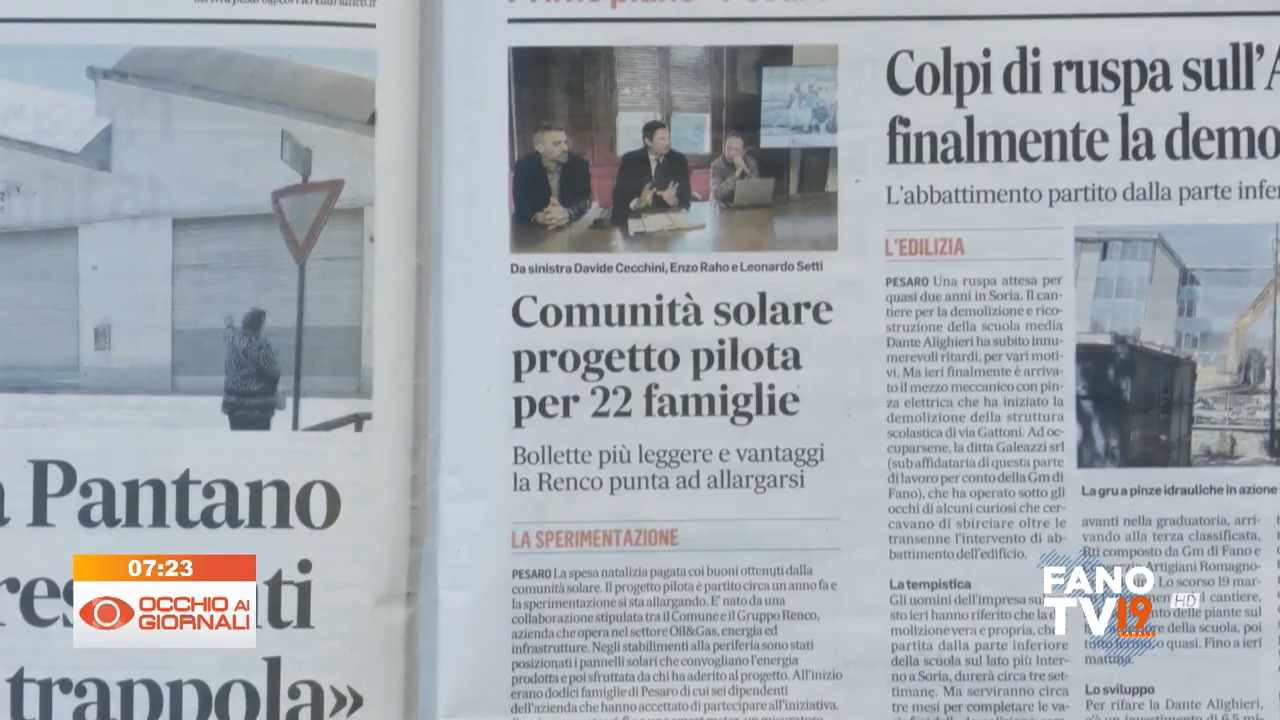 Pantano
trappola»
Da sinistra Davide Cecchini, Enzo Raho e Leonardo Setti
Comunità solare
progetto pilota
per 22 famiglie
Bollette più leggere e vantaggi
la Renco punta ad allargarsi
LA SPERIMENTAZIONE
PESARO La spesa natalizia pagata coi buoni ottenuti dalla
comunità solare. Il progetto pilota è partito circa un anno fa e
la sperimentazione si sta allargando. E' nato da una
collaborazione stipulata tra il Comune e il Gruppo Renco,
azienda che opera nel settore Oil&Gas, energia ed
infrastrutture. Negli stabilimenti alla periferia sono stati
posizionati i pannelli solari che convogliano l'energia
prodotta e poi sfruttata da chi ha aderito al progetto. All'inizio
erano dodici famiglie di Pesaro di cui sei dipendenti
dell'azienda che hanno accettato di partecipare all'iniziativa.
Colpi di ruspa sull'A
finalmente la demo
L'abbattimento partito dalla parte infe
L'EDILIZIA
PESARO Una ruspa attesa per
quasi due anni in Soria. Il can-
tiere per la demolizione e rico-
struzione della scuola media
Dante Alighieri ha subito innu-
merevoli ritardi, per vari moti-
vi. Ma ieri finalmente è arriva-
to il mezzo meccanico con pin-
za elettrica che ha iniziato la
demolizione della struttura
scolastica di via Gattoni. Ad oc-
cuparsene, la ditta Galeazzi srl
(subaffidataria di questa parte
di lavoro per conto della Gm di
Fano), che ha operato sotto gli
occhi di alcuni curiosi che cer-
cavano di sbirciare oltre le
transenne l'intervento di ab-
battimento dell'edificio.
La tempistica
Gli uomini dell'impresa
sto ieri hanno riferito che la
molizione vera e propria, che
partita dalla parte inferiore
della scuola sul lato più inter-
no a Soria, durerà circa tre set-
timane. Ma serviranno circa
tre mesi per completare le va-
La gru a pinze idrauliche in azione
avanti nella graduatoria, arri-
vando alla terza classificata,
composto da Gm di Fano e
Artigiani Romagno-
Lo scorso 19 mar-
cantiere,
delle piante sul
della scuola, poi
quasi. Fino a ieri
mattina.
Lo sviluppo
Per rifare la Dante Alighieri,
07:23
OCCHIO AI
GIORNALI
FANO
TV19
HD